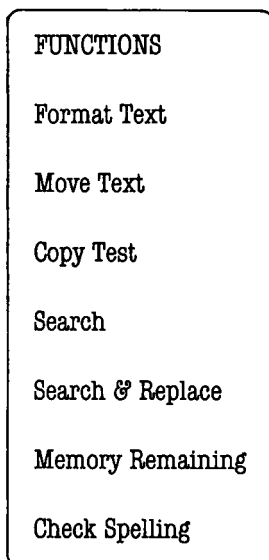 FUNCTIONS
Format Text
Move Text
Copy Test
Search
Search & Replace
Memory Remaining
Check Spelling